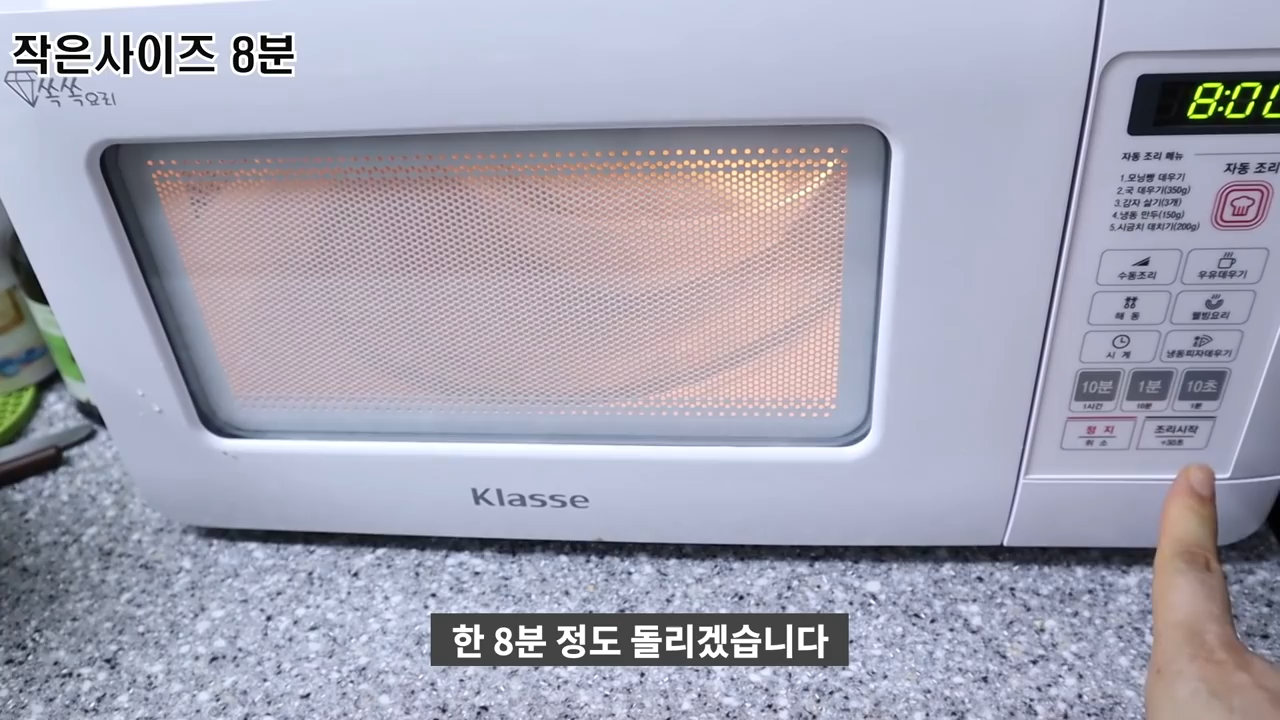 작은사이즈 8분
쏙쏙요리
8:00
자동 조리 메뉴
자동 조리
1.모닝빵 데우기
2.국 데우기(350g)
3.감자 삶기(3개)
4.냉동 만두(150g)
5.시금치 데치기(200g)
수동조리
우유데우기
해 동
웰빙요리
시 계
냉동피자데우기
10분 1분 10초
1시간 10분 1분
정 지
취 소
조리시작
+30초
Klasse
한 8분 정도 돌리겠습니다